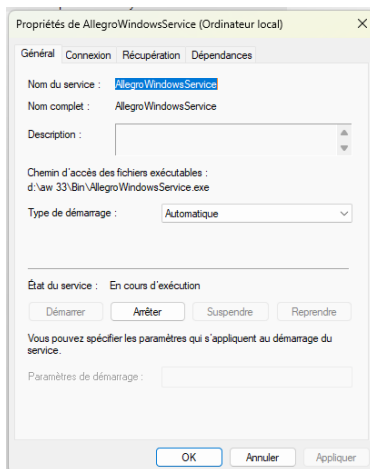 Propriétés de AllegroWindowsService (Ordinateur local)
Général Connexion Récupération Dépendances
Nom du service : AllegroWindowsService
Nom complet : AllegroWindowsService
Description :
Chemin d'accès des fichiers exécutables :
d:\aw 33\Bin\AllegroWindowsService.exe
Type de démarrage : Automatique
État du service : En cours d'exécution
Démarrer Arrêter Suspendre Reprendre
Vous pouvez spécifier les paramètres qui s'appliquent au démarrage du
service.
Paramètres de démarrage :
OK Annuler Appliquer